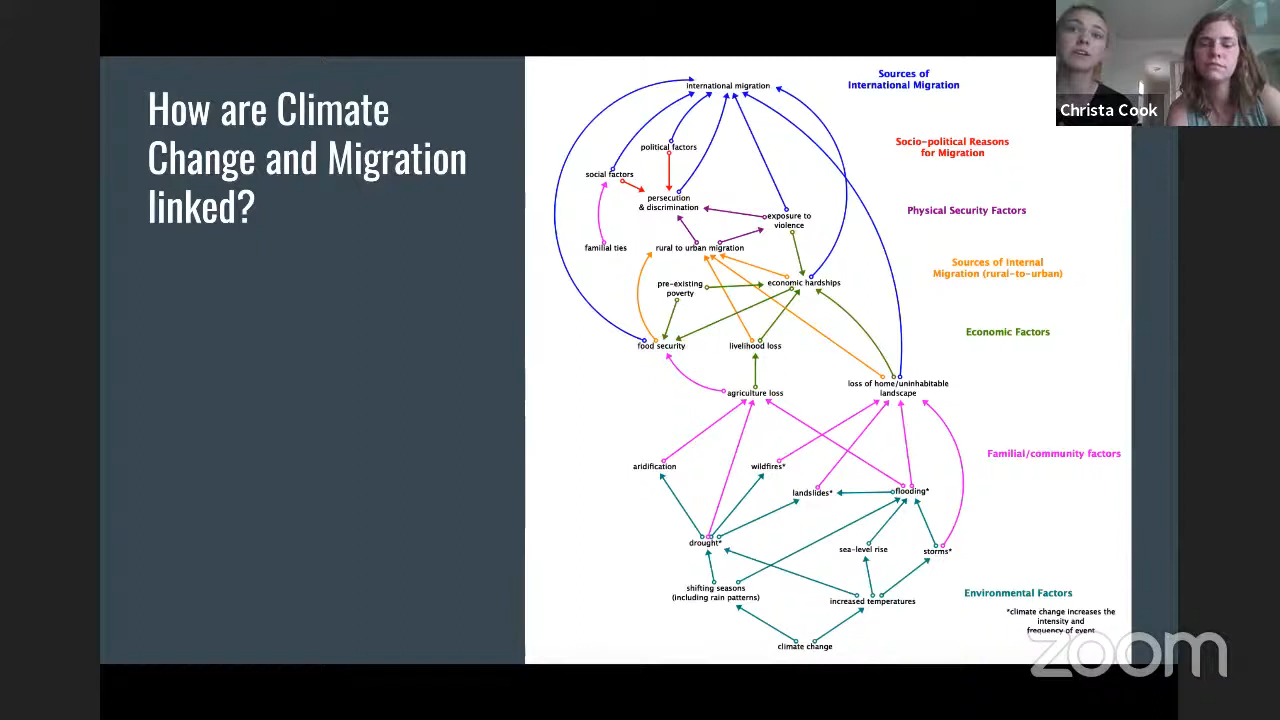 How are Climate
Change and Migration
linked?
Christa Cook
Sources of
International Migration
international migration
Socio-political Reasons
for Migration
political factors
social factors
persecution
& discrimination
Physical Security Factors
exposure to
violence
familial ties
rural to urban migration
Sources of Internal
Migration (rural-to-urban)
pre-existing
poverty
economic hardships
Economic Factors
food security
livelihood loss
agriculture loss
loss of home/uninhabitable
landscape
Familial/community factors
aridification
wildfires*
landslides*
flooding*
drought*
sea-level rise
storms*
shifting seasons
(including rain patterns)
increased temperatures
Environmental Factors
*climate change increases the
intensity and
frequency of event
climate change
zoom